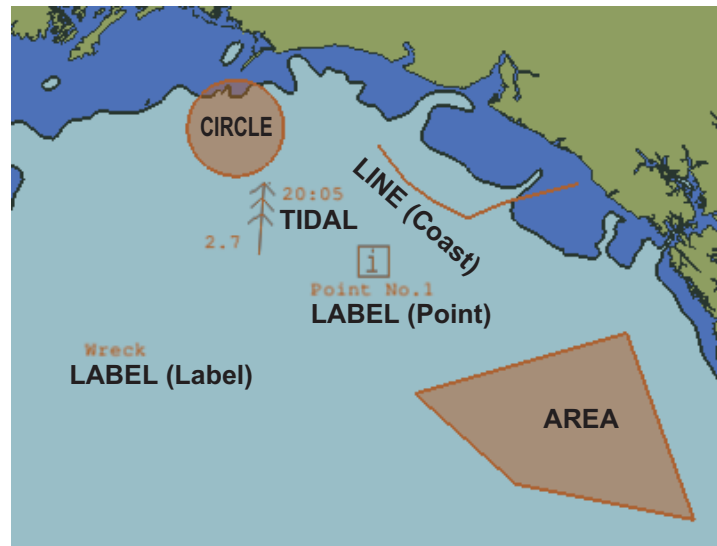 CIRCLE
20:05
TIDAL
2.7
LINE (Coast)
i
Point No.1
LABEL (Point)
Wreck
LABEL (Label)
AREA